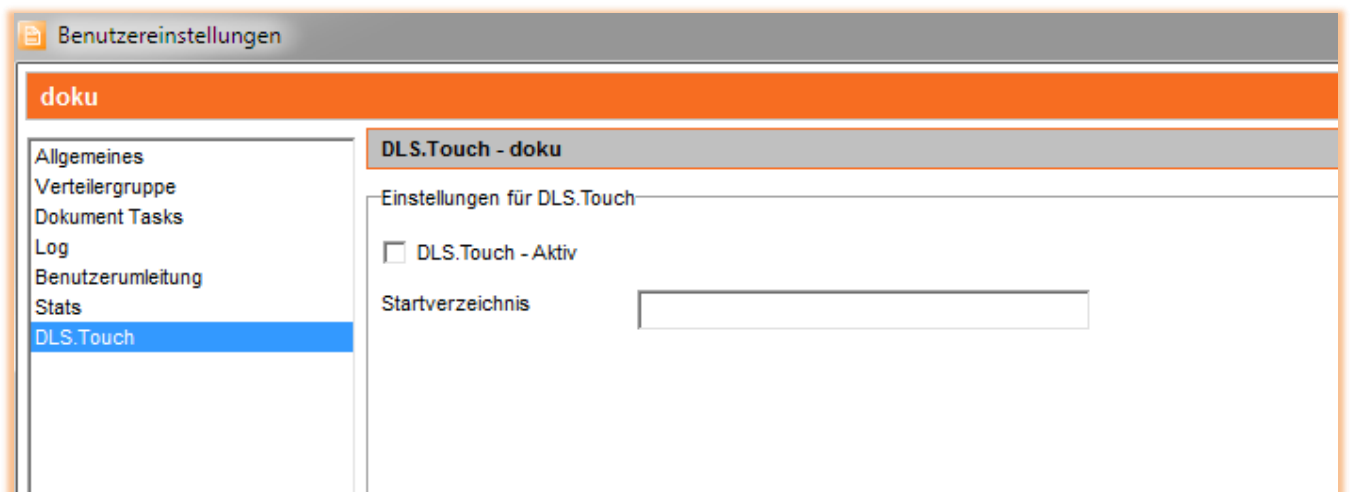 Benutzereinstellungen
doku
Allgemeines
Verteilergruppe
Dokument Tasks
Log
Benutzerumleitung
Stats
DLS.Touch
DLS.Touch - doku
Einstellungen für DLS.Touch
DLS.Touch - Aktiv
Startverzeichnis